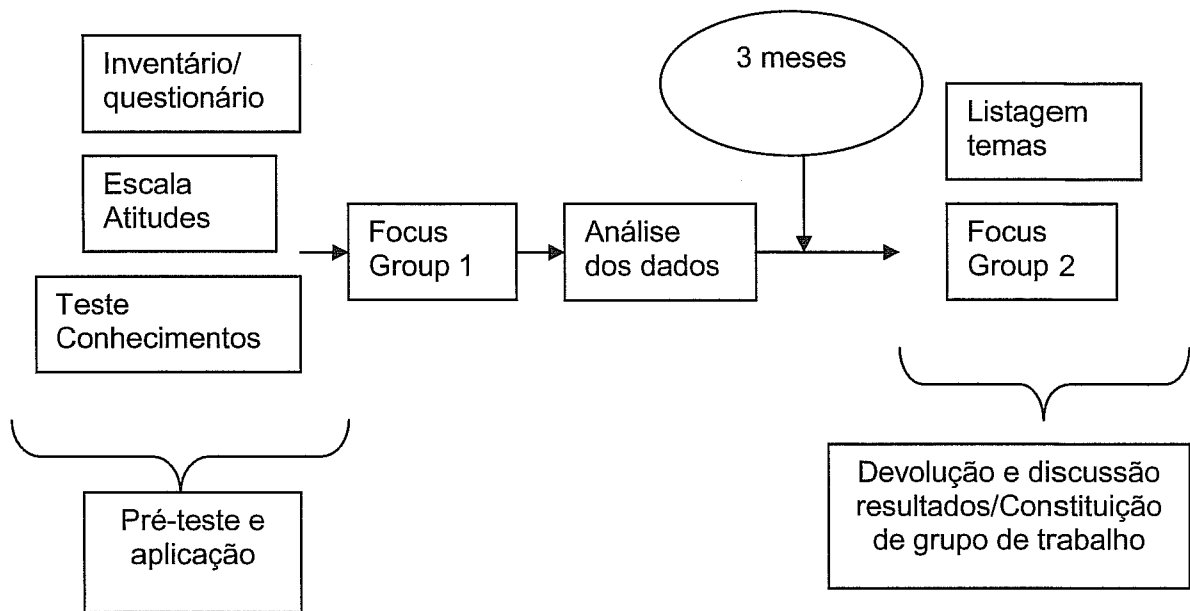 Inventário/
questionário
Escala
Atitudes
Teste
Conhecimentos
Pré-teste e
aplicação
Focus
Group 1
Análise
dos dados
3 meses
Listagem
temas
Focus
Group 2
Devolução e discussão
resultados/Constituição
de grupo de trabalho